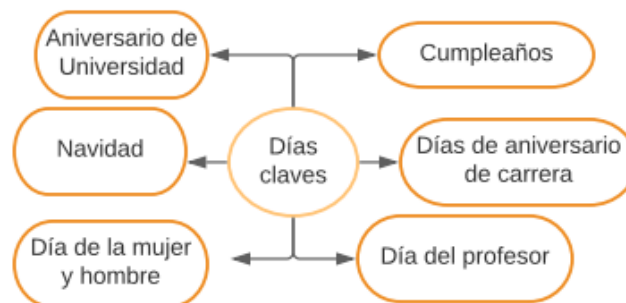 Aniversario de
Universidad
Cumpleaños
Navidad
Días
claves
Días de aniversario
de carrera
Día de la mujer
y hombre
Día del profesor